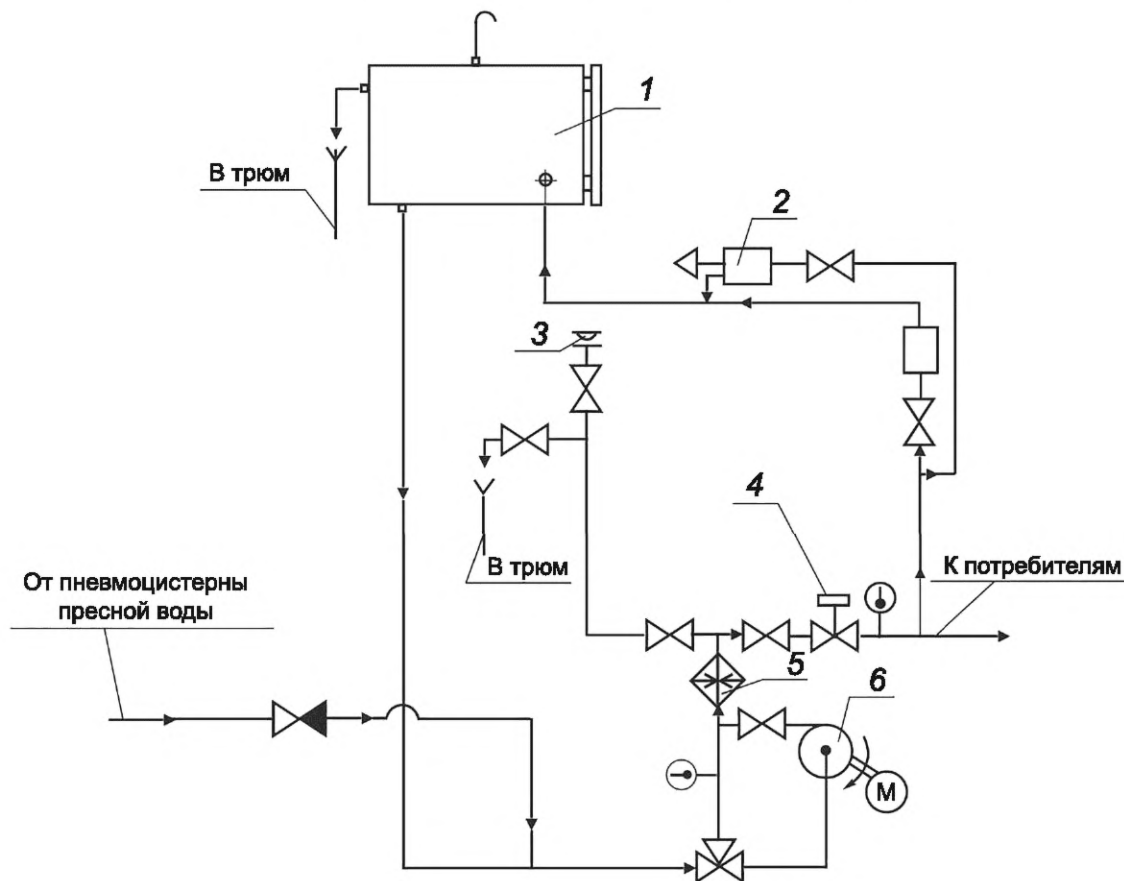 1
В трюм
2
3
4
В трюм
К потребителям
От пневмоцистерны
пресной воды
5
6
М